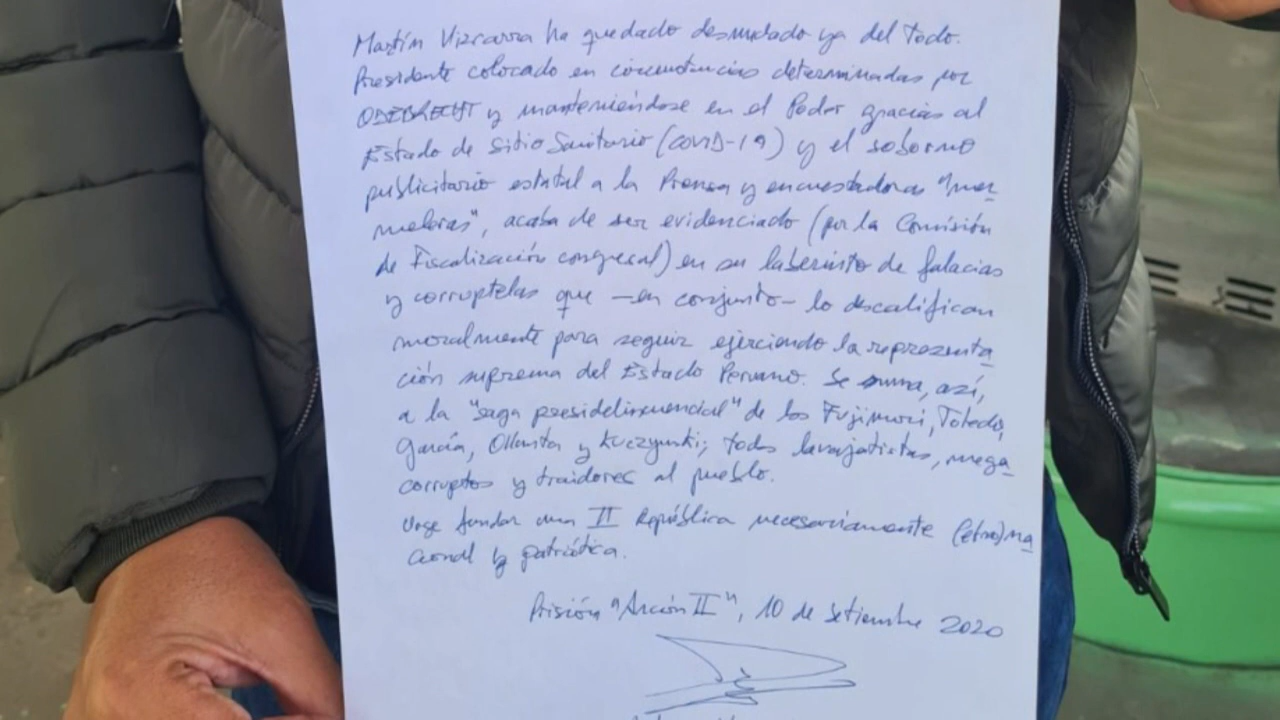 Martín Vizcarra ha quedado desnudado ya del todo.
Presidente colocado en circunstancias determinadas por
ODEBRECHT y manteniéndose en el Poder gracias al
Estado de Sitio Sanitario (COVID-19) y el soborno
publicitario estatal a la Prensa y encuestadoras "mer
meleras", acaba de ser evidenciado (por la Comisión
de Fiscalización congresal) en su laberinto de falacias
y corruptelas que —en conjunto— lo descalifican
moralmente para seguir ejerciendo la representa
ción suprema del Estado Peruano. Se suma, así,
a la "saga presidelincuencial" de los Fujimori, Toledo,
García, Ollanta y Kuczynski; todos lavajatistas, mega
corruptos y traidores al pueblo.
Urge fundar una II República necesariamente (etno)na
cional y patriótica.
Prisión "Ancón II", 10 de Setiembre 2020